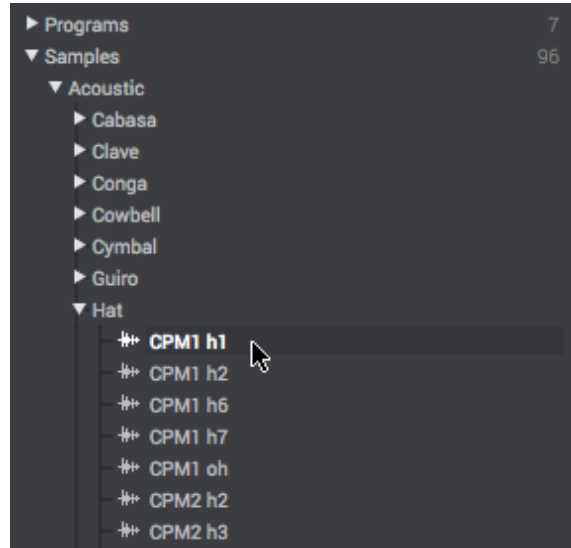 Programs 7
Samples 96
Acoustic
Cabasa
Clave
Conga
Cowbell
Cymbal
Guiro
Hat
CPM1 h1
CPM1 h2
CPM1 h6
CPM1 h7
CPM1 oh
CPM2 h2
CPM2 h3